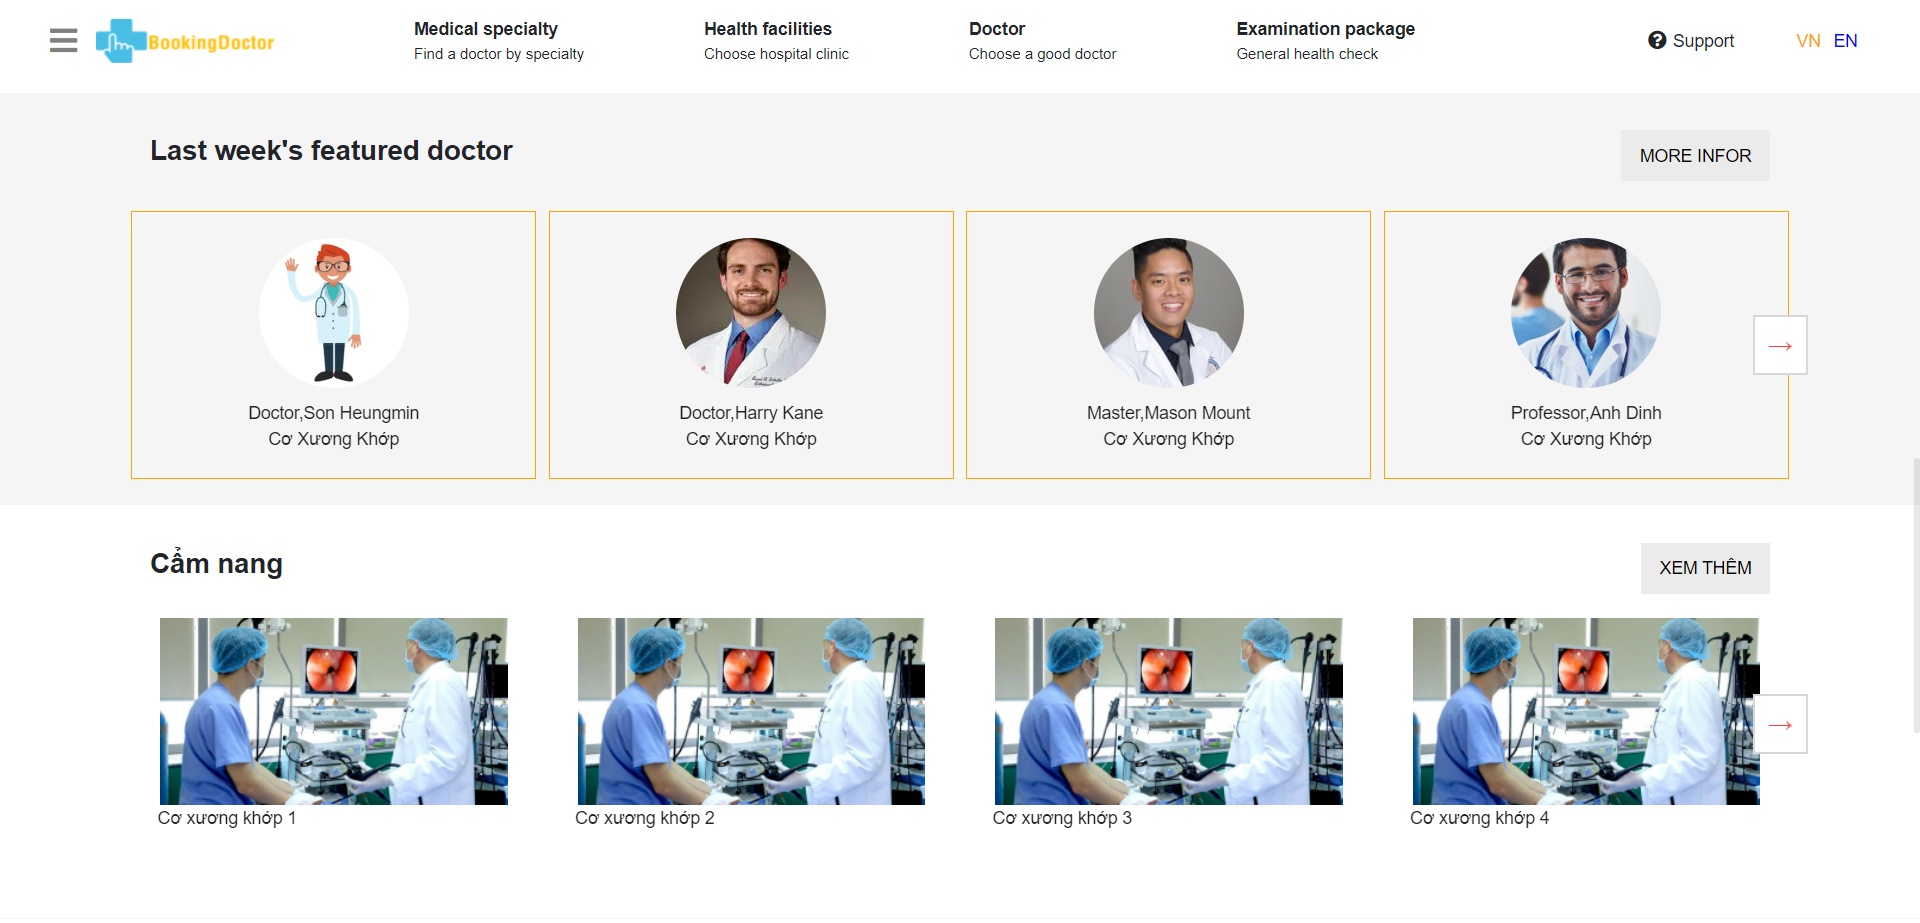 BookingDoctor
Medical specialty
Find a doctor by specialty
Health facilities
Choose hospital clinic
Doctor
Choose a good doctor
Examination package
General health check
Support
VN EN
Last week's featured doctor
MORE INFOR
Doctor,Son Heungmin
Cơ Xương Khớp
Doctor,Harry Kane
Cơ Xương Khớp
Master,Mason Mount
Cơ Xương Khớp
Professor,Anh Dinh
Cơ Xương Khớp
Cẩm nang
XEM THÊM
Cơ xương khớp 1
Cơ xương khớp 2
Cơ xương khớp 3
Cơ xương khớp 4